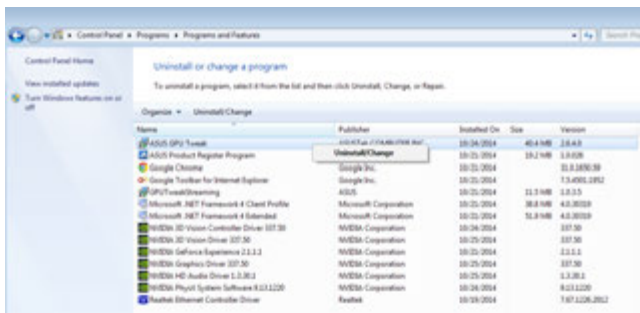 Control Panel ▸ Programs ▸ Programs and Features
Control Panel Home
View installed updates
Turn Windows features on or off
Uninstall or change a program
To uninstall a program, select it from the list and then click Uninstall, Change, or Repair.
Organize Uninstall/Change
Name Publisher Installed On Size Version
ASUS GPU Tweak 10/24/2014 40.4 MB 2.6.4.0
Uninstall/Change
ASUS Product Register Program 10/21/2014 19.2 MB 1.0.028
Google Chrome Google Inc. 10/21/2014
Google Toolbar for Internet Explorer Google Inc. 10/21/2014
GPUTweakStreaming ASUS 10/21/2014 11.5 MB 1.0.3.5
Microsoft .NET Framework 4 Client Profile Microsoft Corporation 10/21/2014 38.8 MB 4.0.30319
Microsoft .NET Framework 4 Extended Microsoft Corporation 10/21/2014 51.8 MB 4.0.30319
NVIDIA 3D Vision Controller Driver 337.50 NVIDIA Corporation 10/24/2014 337.50
NVIDIA 3D Vision Driver 337.50 NVIDIA Corporation 10/25/2014 337.50
NVIDIA GeForce Experience 2.1.1.1 NVIDIA Corporation 10/21/2014 2.1.1.1
NVIDIA Graphics Driver 337.50 NVIDIA Corporation 10/25/2014 337.50
NVIDIA HD Audio Driver 1.3.30.1 NVIDIA Corporation 10/25/2014 1.3.30.1
NVIDIA PhysX System Software 9.13.1220 NVIDIA Corporation 10/24/2014 9.13.1220
Realtek Ethernet Controller Driver Realtek 10/19/2014 7.67.1226.2012